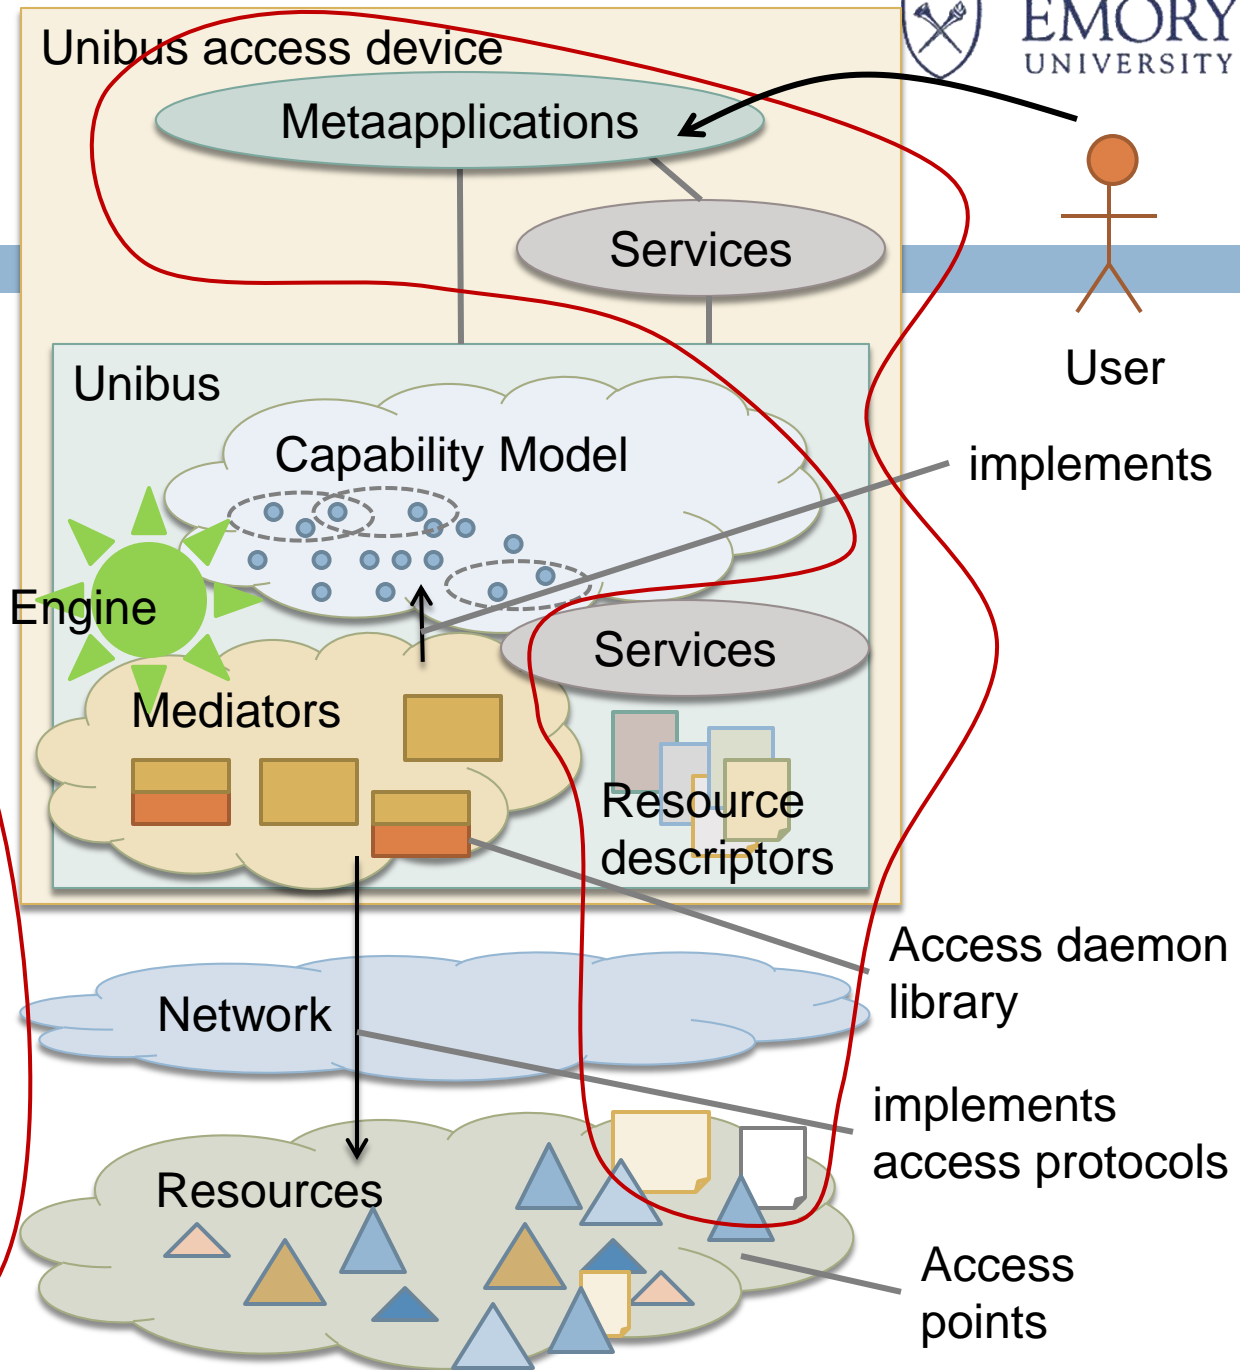 EMORY
UNIVERSITY
Unibus access device
Metaapplications
Services
User
Unibus
Capability Model
implements
Engine
Services
Mediators
Resource
descriptors
Access daemon
library
Network
implements
access protocols
Resources
Access
points